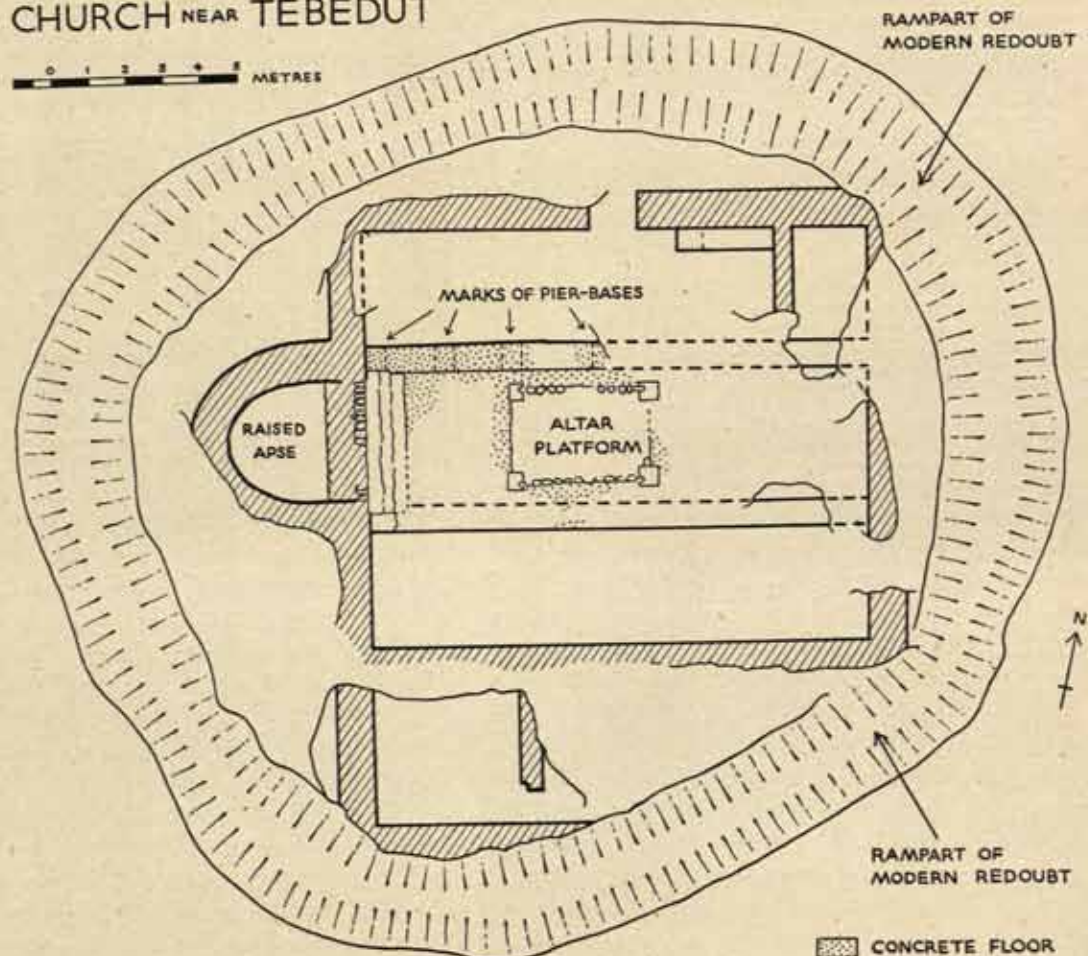 CHURCH NEAR TEBEDUT
0 1 2 3 4 5 METRES
RAMPART OF
MODERN REDOUBT
MARKS OF PIER-BASES
RAISED
APSE
ALTAR
PLATFORM
N
RAMPART OF
MODERN REDOUBT
CONCRETE FLOOR